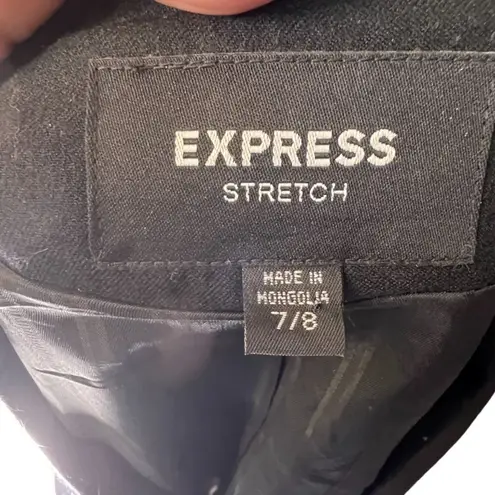 EXPRESS
STRETCH
MADE IN
MONGOLIA
7/8